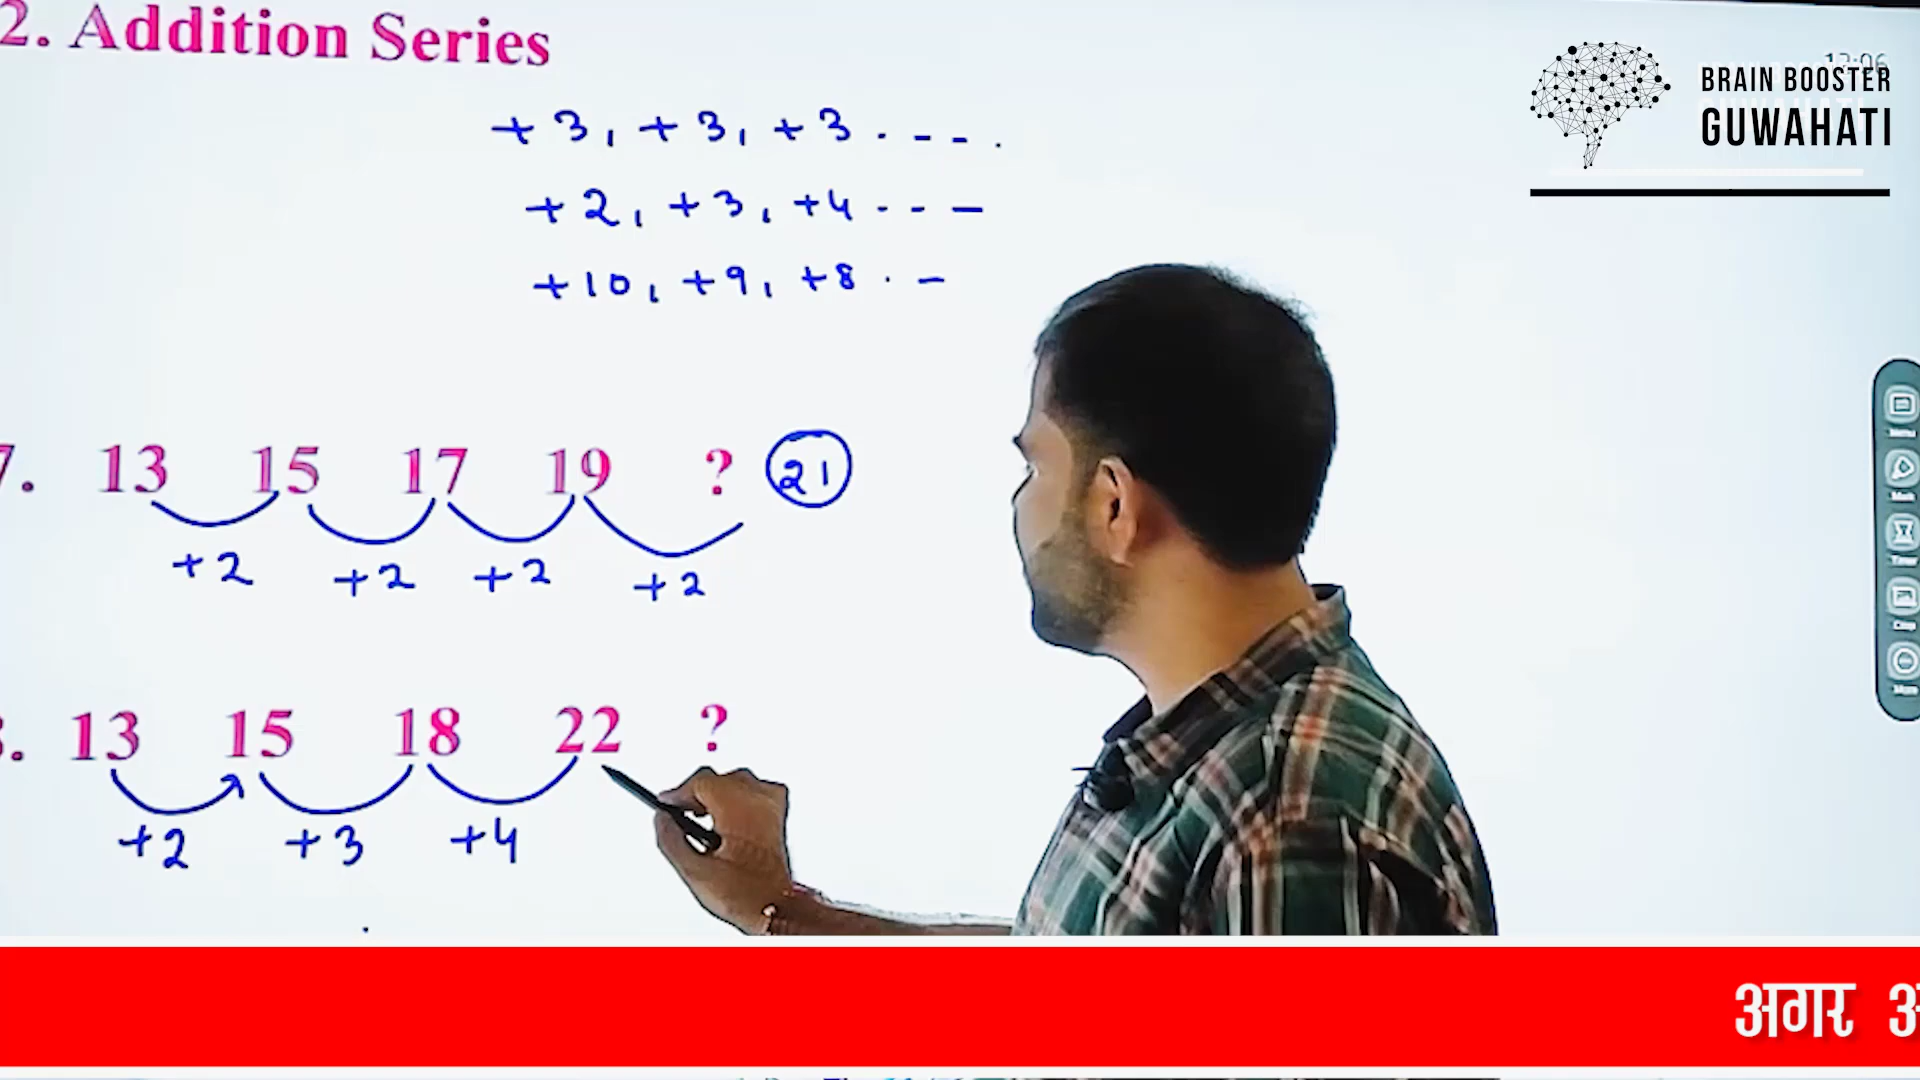 2. Addition Series
+3, +3, +3 . - - .
+2, +3, +4 - - -
+10, +9, +8 . -
7. 13 15 17 19 ? 21
+2 +2 +2 +2
8. 13 15 18 22 ?
+2 +3 +4
BRAIN BOOSTER
GUWAHATI
अगर